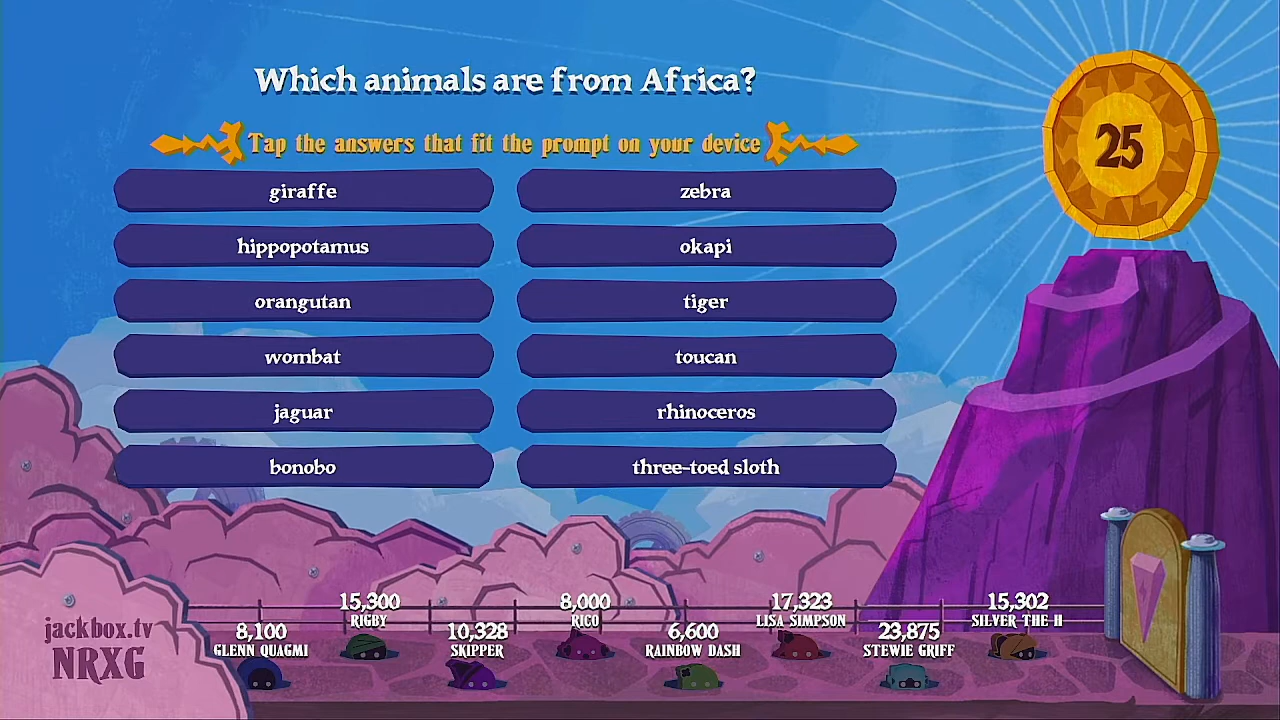 Which animals are from Africa?
Tap the answers that fit the prompt on your device
25
giraffe
zebra
hippopotamus
okapi
orangutan
tiger
wombat
toucan
jaguar
rhinoceros
bonobo
three-toed sloth
jackbox.tv
NRXG
8,100
GLENN QUAGMI
15,300
RIGBY
10,328
SKIPPER
8,000
RICO
6,600
RAINBOW DASH
17,323
LISA SIMPSON
23,875
STEWIE GRIFF
15,302
SILVER THE H